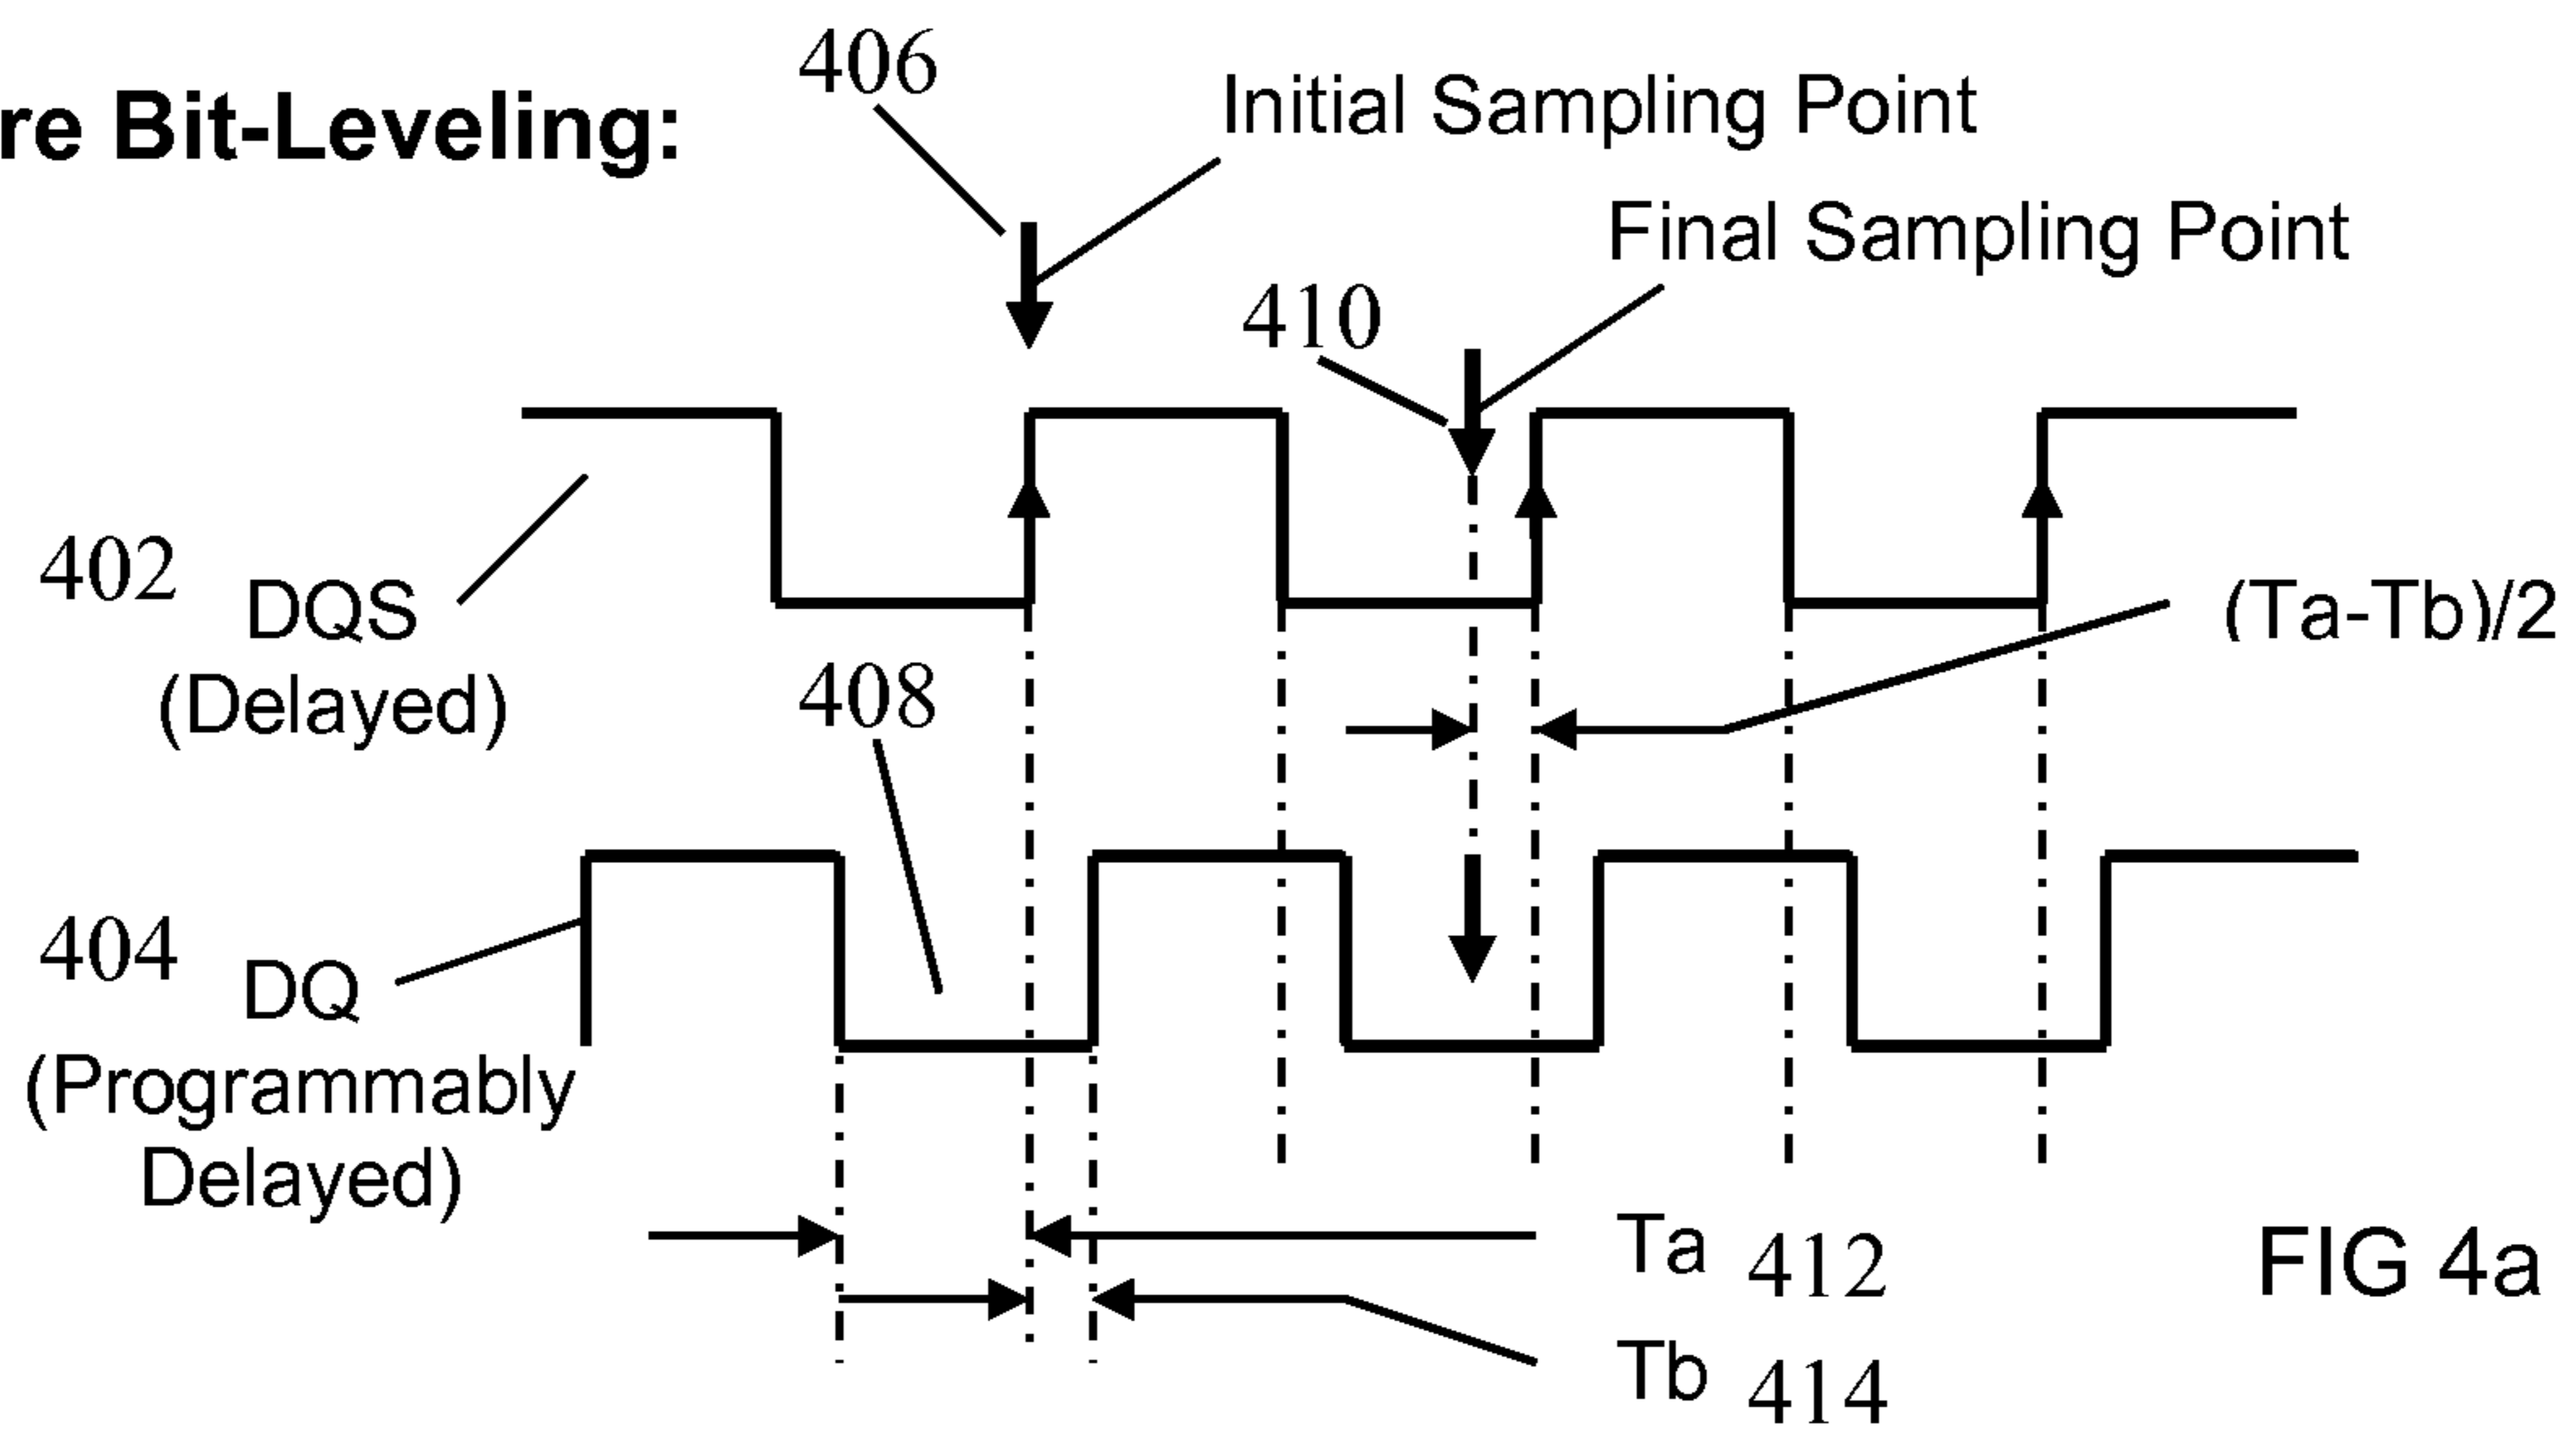 406
Initial Sampling Point
re Bit-Leveling:
Final Sampling Point
410
402
DQS
(Delayed)
(Ta-Tb)/2
408
404
DQ
(Programmably
Delayed)
Ta 412
FIG 4a
Tb 414